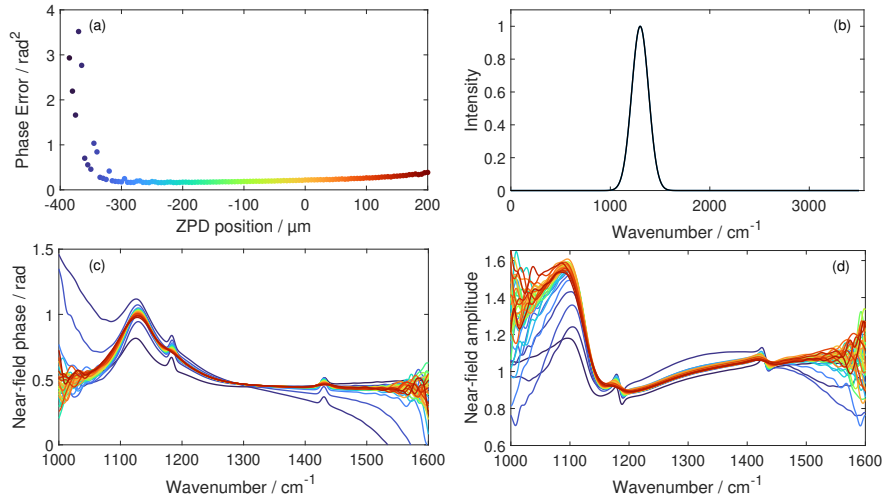 (a)
Phase Error / rad²
4
3
2
1
0
-400 -300 -200 -100 0 100 200
ZPD position / µm
(b)
Intensity
1
0.8
0.6
0.4
0.2
0
0 1000 2000 3000
Wavenumber / cm⁻¹
(c)
Near-field phase / rad
1.5
1
0.5
0
1000 1100 1200 1300 1400 1500 1600
Wavenumber / cm⁻¹
(d)
Near-field amplitude
1.6
1.4
1.2
1
0.8
0.6
1000 1100 1200 1300 1400 1500 1600
Wavenumber / cm⁻¹